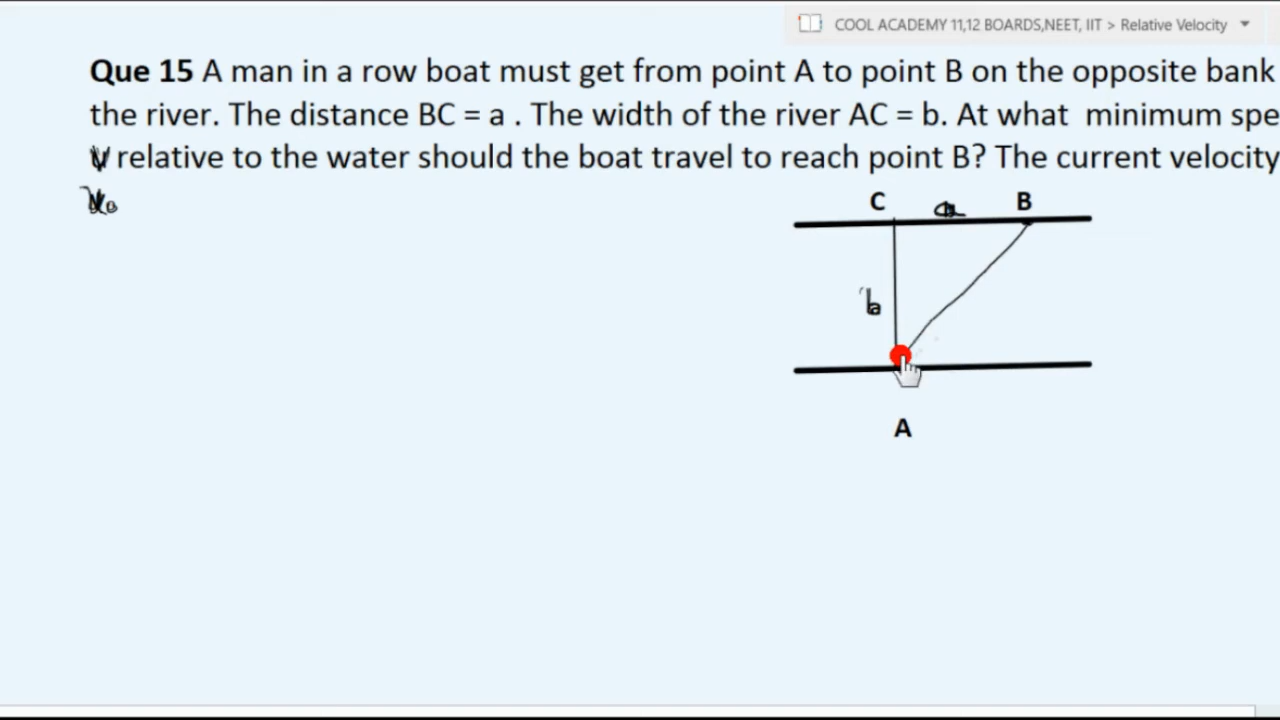 COOL ACADEMY 11,12 BOARDS,NEET, IIT > Relative Velocity
Que 15 A man in a row boat must get from point A to point B on the opposite bank
the river. The distance BC = a . The width of the river AC = b. At what minimum spe
V relative to the water should the boat travel to reach point B? The current velocity
C a B
b
A